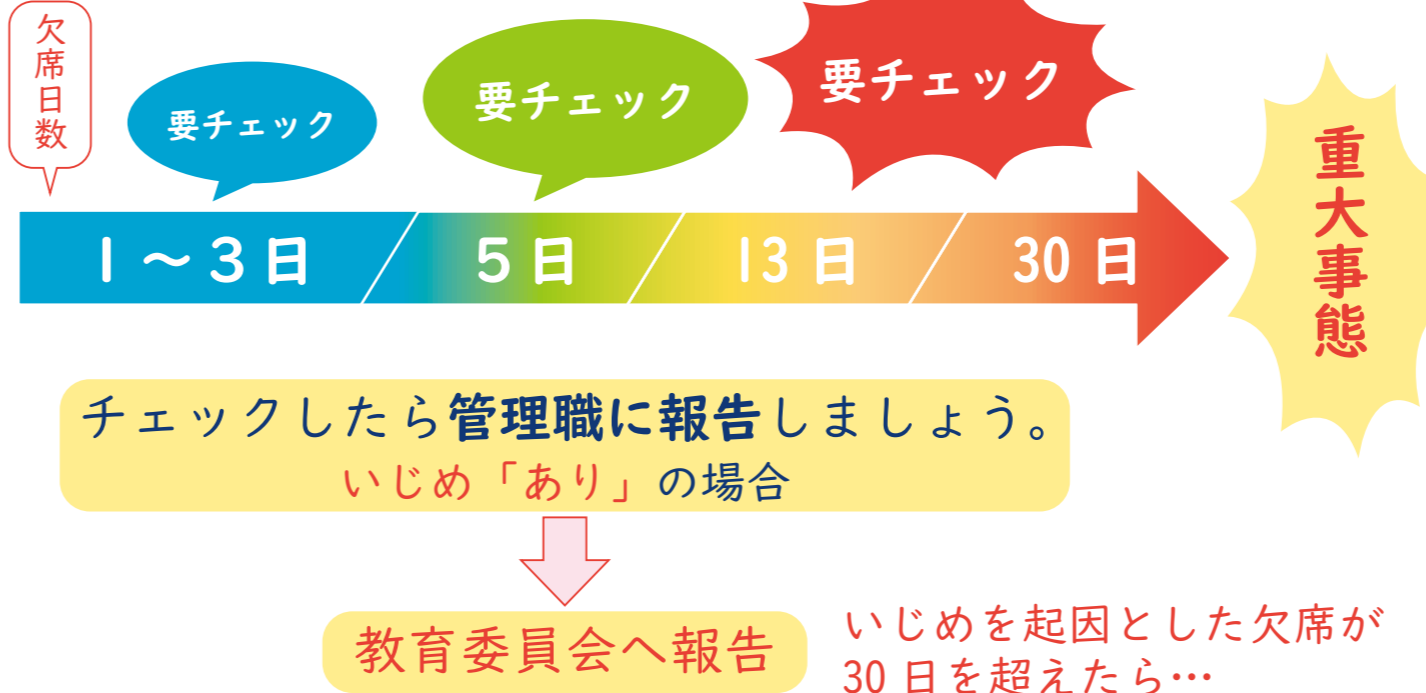 欠席日数
要チェック
要チェック
要チェック
1～3日
5日
13日
30日
重大事態
チェックしたら管理職に報告しましょう。
いじめ「あり」の場合
教育委員会へ報告
いじめを起因とした欠席が
30日を超えたら…